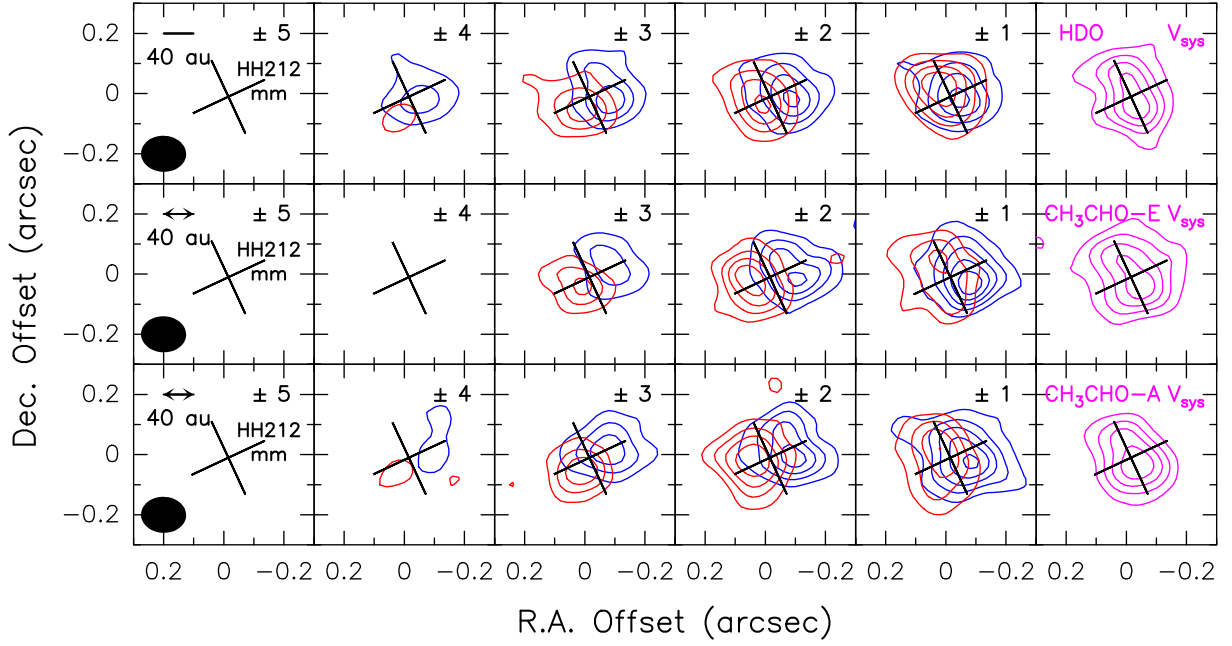 0.2 40 au ± 5 HH212 mm ± 4 ± 3 ± 2 ± 1 HDO V_sys
0
−0.2
0.2 40 au ± 5 HH212 mm ± 4 ± 3 ± 2 ± 1 CH₃CHO−E V_sys
0
−0.2
0.2 40 au ± 5 HH212 mm ± 4 ± 3 ± 2 ± 1 CH₃CHO−A V_sys
0
−0.2
Dec. Offset (arcsec)
0.2 0 −0.2 0.2 0 −0.2 0.2 0 −0.2 0.2 0 −0.2 0.2 0 −0.2 0.2 0 −0.2
R.A. Offset (arcsec)